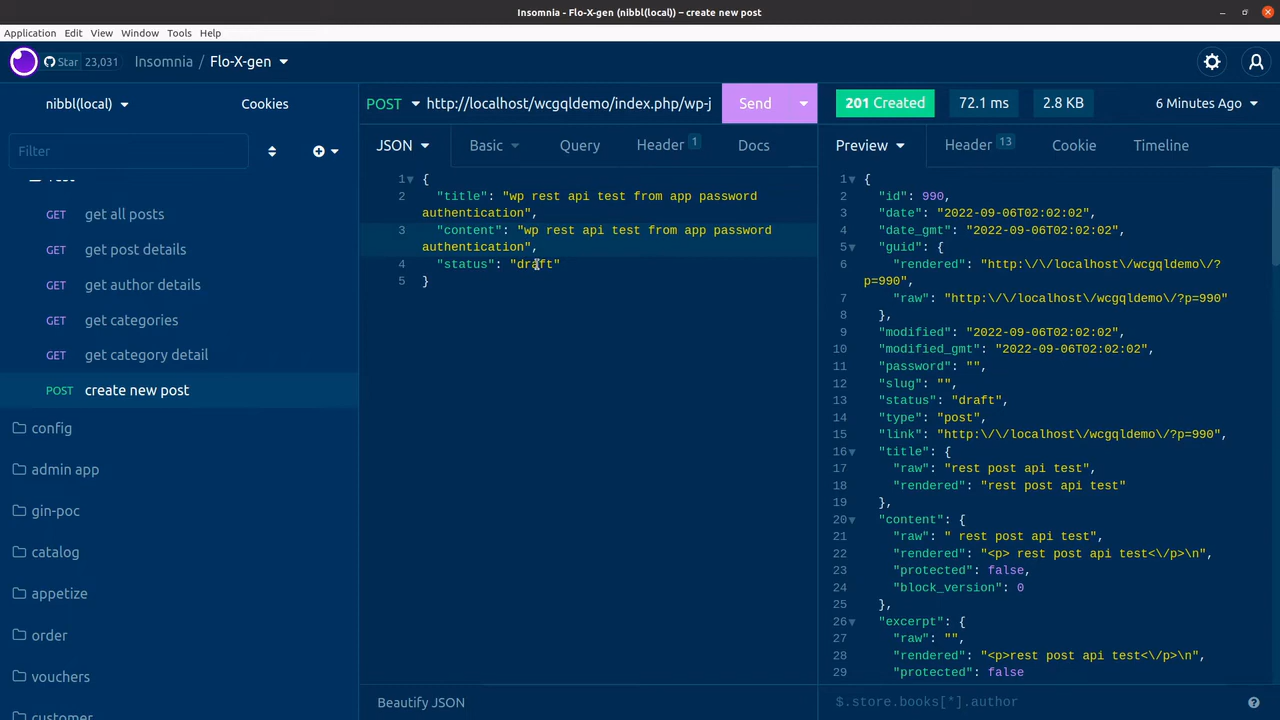 Insomnia - Flo-X-gen (nibbl(local)) – create new post
Application Edit View Window Tools Help
Star 23,031 Insomnia / Flo-X-gen
nibbl(local) Cookies
Filter
GET get all posts
GET get post details
GET get author details
GET get categories
GET get category detail
POST create new post
config
admin app
gin-poc
catalog
appetize
order
vouchers
customer
POST http://localhost/wcgqldemo/index.php/wp-j Send
JSON Basic Query Header 1 Docs
1 {
2 "title": "wp rest api test from app password
authentication",
3 "content": "wp rest api test from app password
authentication",
4 "status": "draft"
5 }
Beautify JSON
201 Created 72.1 ms 2.8 KB 6 Minutes Ago
Preview Header 13 Cookie Timeline
1 {
2 "id": 990,
3 "date": "2022-09-06T02:02:02",
4 "date_gmt": "2022-09-06T02:02:02",
5 "guid": {
6 "rendered": "http:\/\/localhost\/wcgqldemo\/?
p=990",
7 "raw": "http:\/\/localhost\/wcgqldemo\/?p=990"
8 },
9 "modified": "2022-09-06T02:02:02",
10 "modified_gmt": "2022-09-06T02:02:02",
11 "password": "",
12 "slug": "",
13 "status": "draft",
14 "type": "post",
15 "link": "http:\/\/localhost\/wcgqldemo\/?p=990",
16 "title": {
17 "raw": "rest post api test",
18 "rendered": "rest post api test"
19 },
20 "content": {
21 "raw": " rest post api test",
22 "rendered": "<p> rest post api test<\/p>\n",
23 "protected": false,
24 "block_version": 0
25 },
26 "excerpt": {
27 "raw": "",
28 "rendered": "<p>rest post api test<\/p>\n",
29 "protected": false
$.store.books[*].author